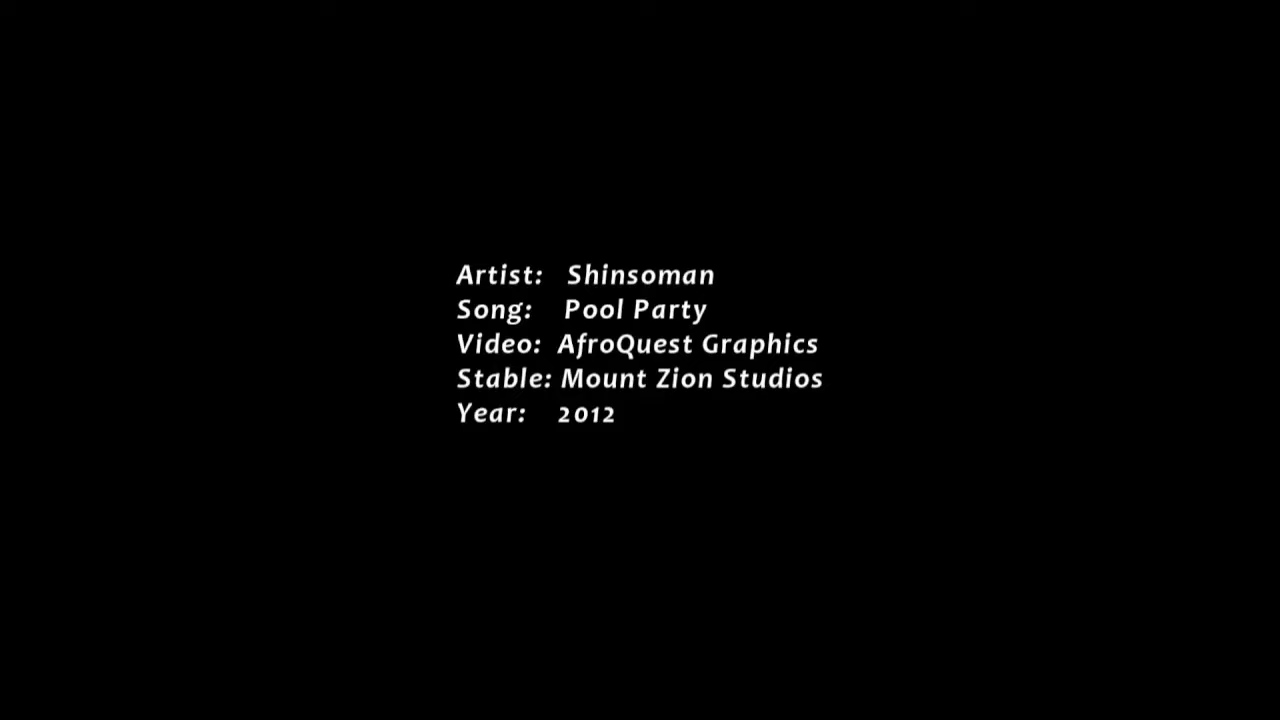 Artist: Shinsoman
Song: Pool Party
Video: AfroQuest Graphics
Stable: Mount Zion Studios
Year: 2012